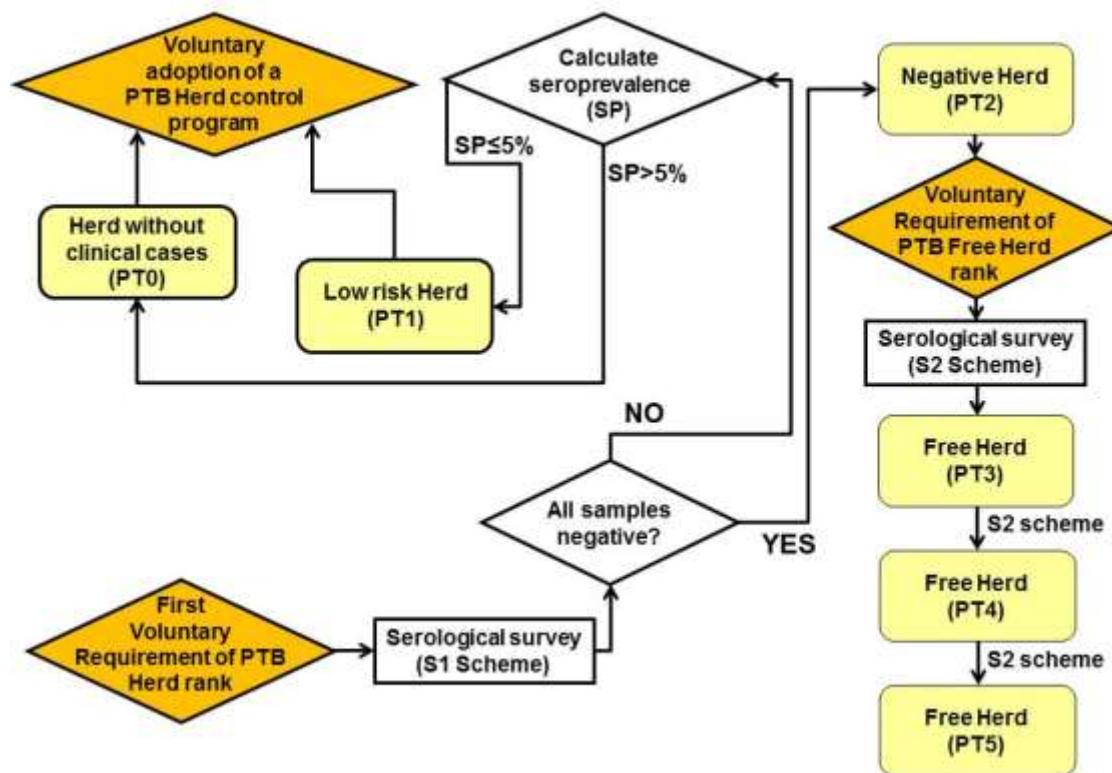 Voluntary
adoption of a
PTB Herd control
program
Calculate
seroprevalence
(SP)
Negative Herd
(PT2)
SP≤5%
SP>5%
Voluntary
Requirement of
PTB Free Herd
rank
Herd without
clinical cases
(PT0)
Low risk Herd
(PT1)
Serological survey
(S2 Scheme)
NO
Free Herd
(PT3)
All samples
negative?
YES
S2 scheme
Free Herd
(PT4)
First
Voluntary
Requirement of PTB
Herd rank
Serological survey
(S1 Scheme)
S2 scheme
Free Herd
(PT5)